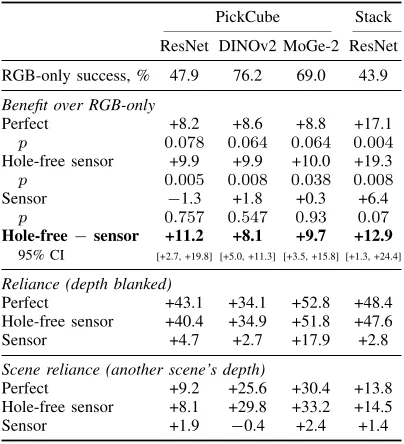 PickCube Stack
ResNet DINOv2 MoGe-2 ResNet
RGB-only success, % 47.9 76.2 69.0 43.9
Benefit over RGB-only
Perfect +8.2 +8.6 +8.8 +17.1
p 0.078 0.064 0.064 0.004
Hole-free sensor +9.9 +9.9 +10.0 +19.3
p 0.005 0.008 0.038 0.008
Sensor −1.3 +1.8 +0.3 +6.4
p 0.757 0.547 0.93 0.07
Hole-free − sensor +11.2 +8.1 +9.7 +12.9
95% CI [+2.7, +19.8] [+5.0, +11.3] [+3.5, +15.8] [+1.3, +24.4]
Reliance (depth blanked)
Perfect +43.1 +34.1 +52.8 +48.4
Hole-free sensor +40.4 +34.9 +51.8 +47.6
Sensor +4.7 +2.7 +17.9 +2.8
Scene reliance (another scene's depth)
Perfect +9.2 +25.6 +30.4 +13.8
Hole-free sensor +8.1 +29.8 +33.2 +14.5
Sensor +1.9 −0.4 +2.4 +1.4